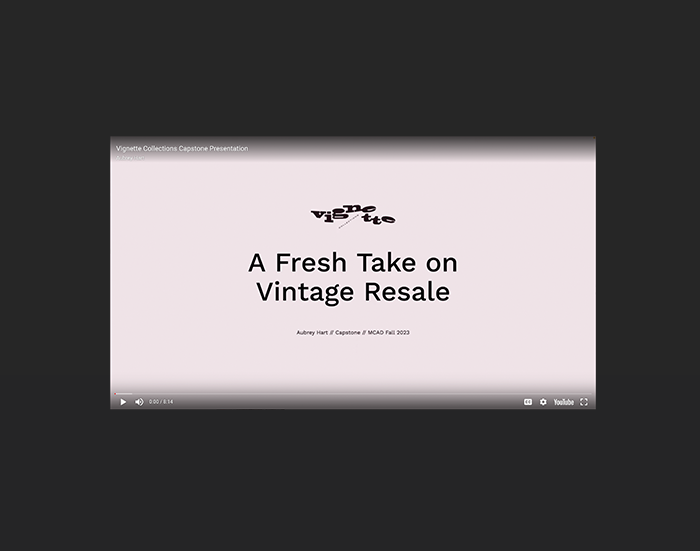 Vignette Collections Capstone Presentation
vignette
A Fresh Take on
Vintage Resale
Aubrey Hart // Capstone // MCAD Fall 2023
0:00 / 8:14
CC
YouTube